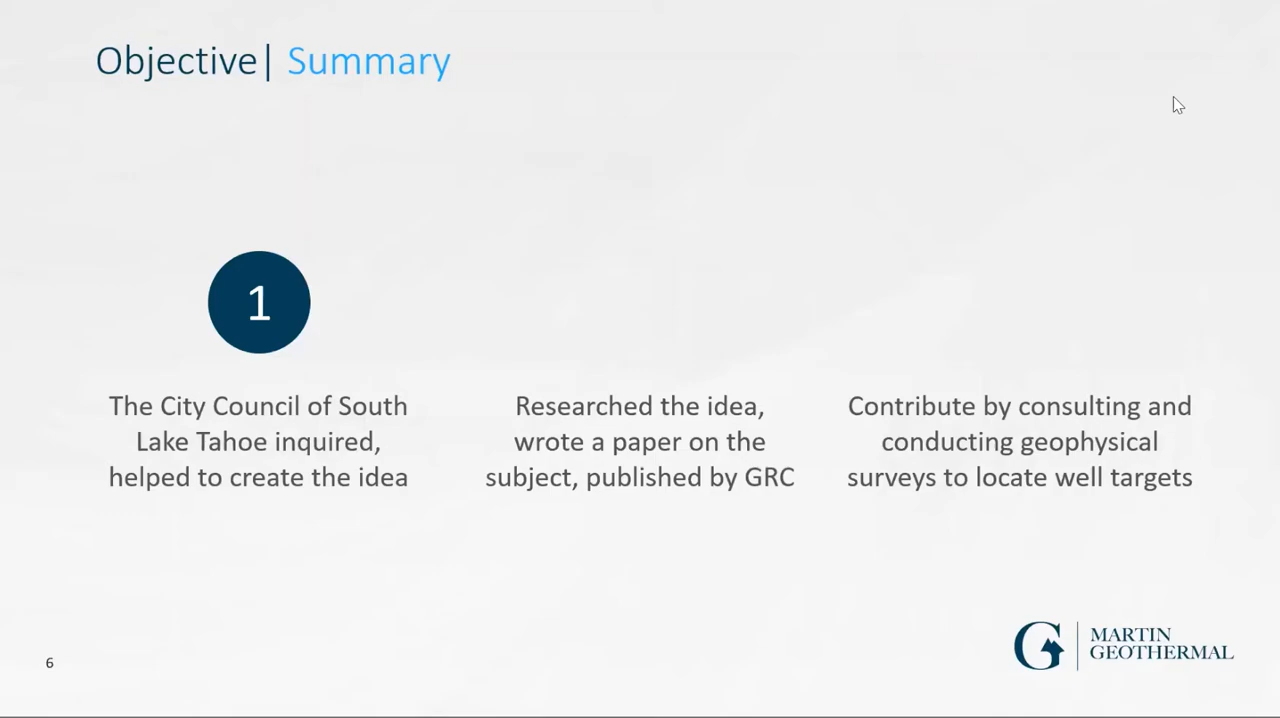 Objective| Summary
1
The City Council of South
Lake Tahoe inquired,
helped to create the idea
Researched the idea,
wrote a paper on the
subject, published by GRC
Contribute by consulting and
conducting geophysical
surveys to locate well targets
6
MARTIN
GEOTHERMAL